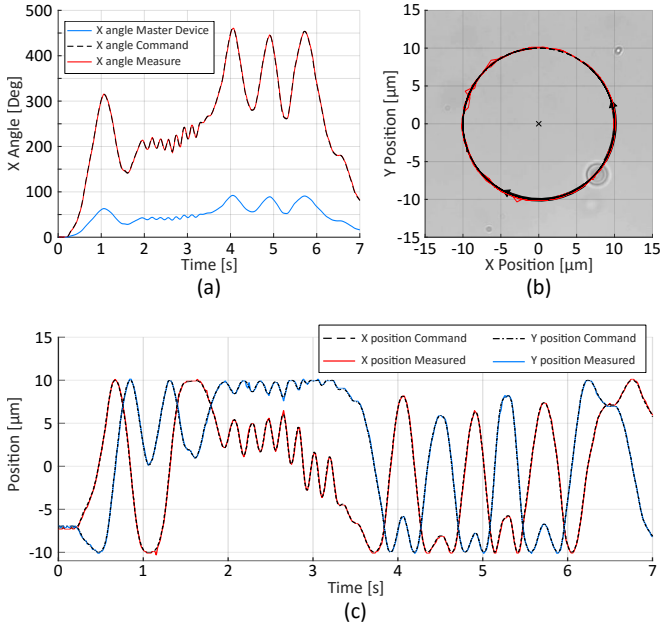 X angle Master Device
X angle Command
X angle Measure
X Angle [Deg]
500
400
300
200
100
0
0 1 2 3 4 5 6 7
Time [s]
(a)
Y Position [µm]
15
10
5
0
-5
-10
-15
-15 -10 -5 0 5 10 15
X Position [µm]
(b)
X position Command Y position Command
X position Measured Y position Measured
Position [µm]
15
10
5
0
-5
-10
0 1 2 3 4 5 6 7
Time [s]
(c)